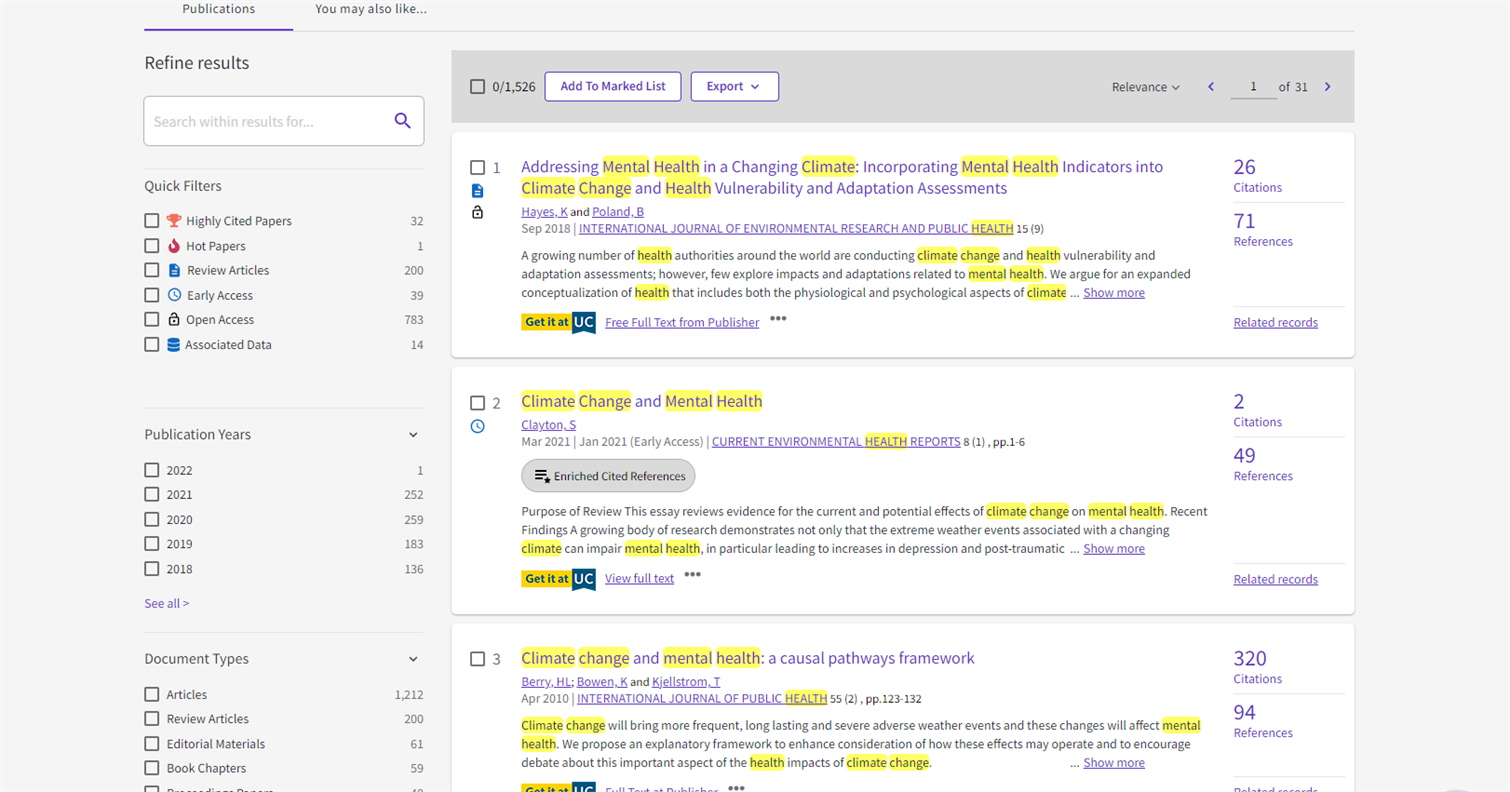 Publications
You may also like...
Refine results
Search within results for...
Quick Filters
Highly Cited Papers 32
Hot Papers 1
Review Articles 200
Early Access 39
Open Access 783
Associated Data 14
Publication Years
2022 1
2021 252
2020 259
2019 183
2018 136
See all >
Document Types
Articles 1,212
Review Articles 200
Editorial Materials 61
Book Chapters 59
0/1,526 Add To Marked List Export Relevance 1 of 31
1 Addressing Mental Health in a Changing Climate: Incorporating Mental Health Indicators into
Climate Change and Health Vulnerability and Adaptation Assessments
Hayes, K and Poland, B
Sep 2018 | INTERNATIONAL JOURNAL OF ENVIRONMENTAL RESEARCH AND PUBLIC HEALTH 15 (9)
A growing number of health authorities around the world are conducting climate change and health vulnerability and
adaptation assessments; however, few explore impacts and adaptations related to mental health. We argue for an expanded
conceptualization of health that includes both the physiological and psychological aspects of climate ... Show more
Get it at UC Free Full Text from Publisher •••
26
Citations
71
References
Related records
2 Climate Change and Mental Health
Clayton, S
Mar 2021 | Jan 2021 (Early Access) | CURRENT ENVIRONMENTAL HEALTH REPORTS 8 (1) , pp.1-6
Enriched Cited References
Purpose of Review This essay reviews evidence for the current and potential effects of climate change on mental health. Recent
Findings A growing body of research demonstrates not only that the extreme weather events associated with a changing
climate can impair mental health, in particular leading to increases in depression and post-traumatic ... Show more
Get it at UC View full text •••
2
Citations
49
References
Related records
3 Climate change and mental health: a causal pathways framework
Berry, HL; Bowen, K and Kjellstrom, T
Apr 2010 | INTERNATIONAL JOURNAL OF PUBLIC HEALTH 55 (2) , pp.123-132
Climate change will bring more frequent, long lasting and severe adverse weather events and these changes will affect mental
health. We propose an explanatory framework to enhance consideration of how these effects may operate and to encourage
debate about this important aspect of the health impacts of climate change. ... Show more
Get it at UC Full Text at Publisher •••
320
Citations
94
References
Related records